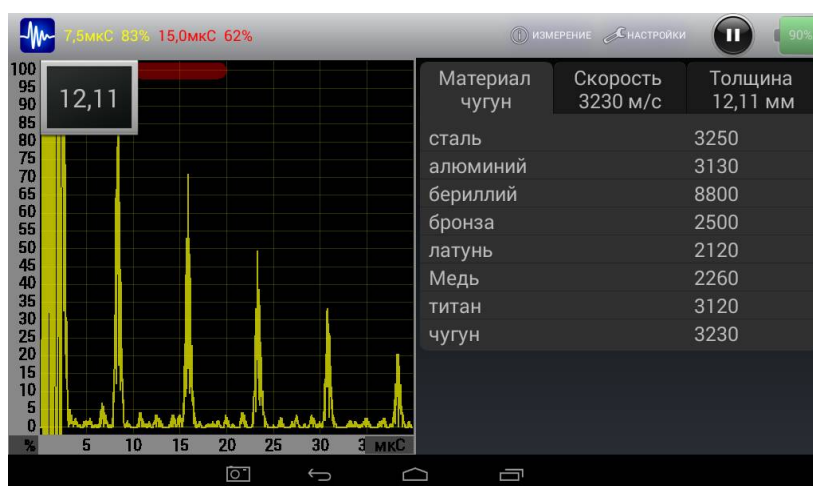 7,5мкС 83% 15,0мкС 62%
ИЗМЕРЕНИЕ НАСТРОЙКИ
90%
100
95
90
85
80
75
70
65
60
55
50
45
40
35
30
25
20
15
10
5
0
12,11
% 5 10 15 20 25 30 3 мкС
Материал чугун
Скорость 3230 м/с
Толщина 12,11 мм
сталь 3250
алюминий 3130
бериллий 8800
бронза 2500
латунь 2120
Медь 2260
титан 3120
чугун 3230